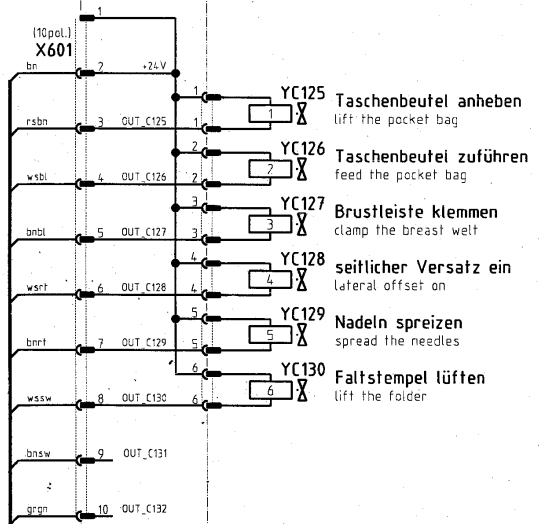 1
(10pol.)
X601
bn 2 +24V
1 YC125 Taschenbeutel anheben
1 lift the pocket bag
rsbn 3 OUT_C125 1
2 YC126 Taschenbeutel zuführen
2 feed the pocket bag
wsbl 4 OUT_C126 2
3 YC127 Brustleiste klemmen
3 clamp the breast welt
bnbl 5 OUT_C127 3
4 YC128 seitlicher Versatz ein
4 lateral offset on
wsrt 6 OUT_C128 4
5 YC129 Nadeln spreizen
5 spread the needles
bnrt 7 OUT_C129 5
6 YC130 Faltstempel lüften
6 lift the folder
wssw 8 OUT_C130 6
bnsw 9 OUT_C131
grgn 10 OUT_C132